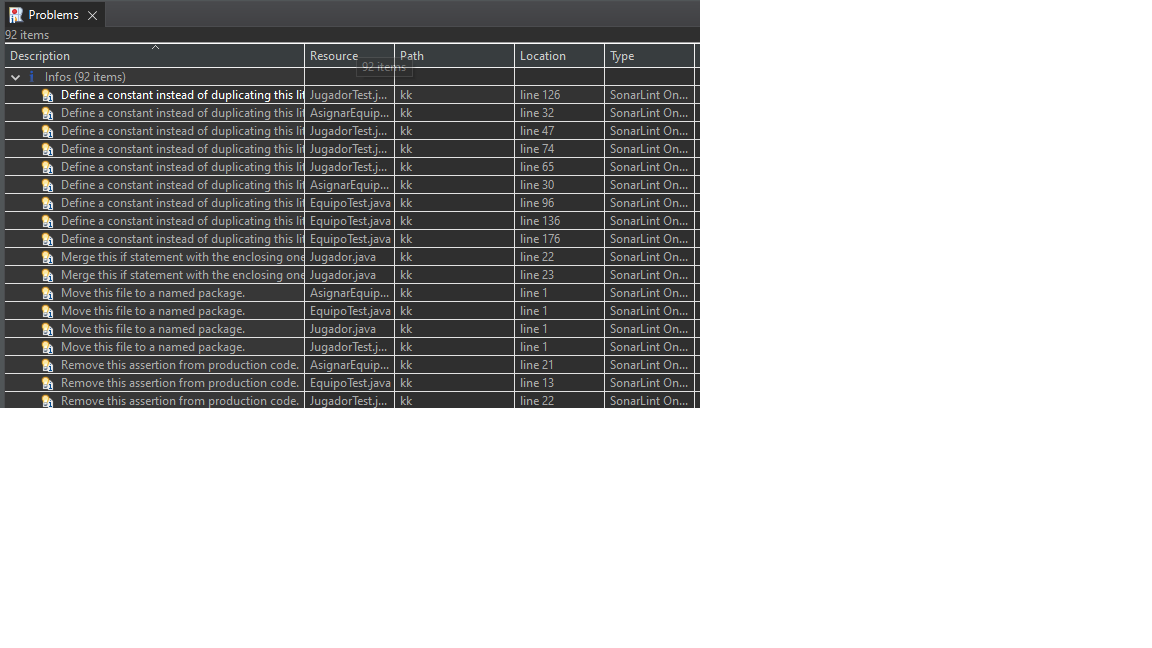 Problems
92 items
Description Resource Path Location Type
92 items
Infos (92 items)
Define a constant instead of duplicating this lit JugadorTest.j... kk line 126 SonarLint On...
Define a constant instead of duplicating this lit AsignarEquip... kk line 32 SonarLint On...
Define a constant instead of duplicating this lit JugadorTest.j... kk line 47 SonarLint On...
Define a constant instead of duplicating this lit JugadorTest.j... kk line 74 SonarLint On...
Define a constant instead of duplicating this lit JugadorTest.j... kk line 65 SonarLint On...
Define a constant instead of duplicating this lit AsignarEquip... kk line 30 SonarLint On...
Define a constant instead of duplicating this lit EquipoTest.java kk line 96 SonarLint On...
Define a constant instead of duplicating this lit EquipoTest.java kk line 136 SonarLint On...
Define a constant instead of duplicating this lit EquipoTest.java kk line 176 SonarLint On...
Merge this if statement with the enclosing one Jugador.java kk line 22 SonarLint On...
Merge this if statement with the enclosing one Jugador.java kk line 23 SonarLint On...
Move this file to a named package. AsignarEquip... kk line 1 SonarLint On...
Move this file to a named package. EquipoTest.java kk line 1 SonarLint On...
Move this file to a named package. Jugador.java kk line 1 SonarLint On...
Move this file to a named package. JugadorTest.j... kk line 1 SonarLint On...
Remove this assertion from production code. AsignarEquip... kk line 21 SonarLint On...
Remove this assertion from production code. EquipoTest.java kk line 13 SonarLint On...
Remove this assertion from production code. JugadorTest.j... kk line 22 SonarLint On...